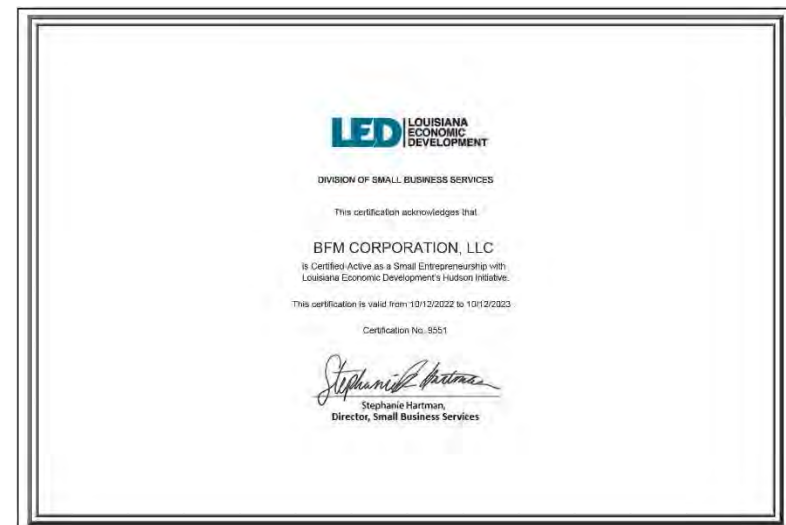 LED LOUISIANA
ECONOMIC
DEVELOPMENT
DIVISION OF SMALL BUSINESS SERVICES
This certification acknowledges that
BFM CORPORATION, LLC
is Certified-Active as a Small Entrepreneurship with
Louisiana Economic Development's Hudson Initiative.
This certification is valid from 10/12/2022 to 10/12/2023
Certification No. 9551
Stephanie R Hartman
Stephanie Hartman,
Director, Small Business Services